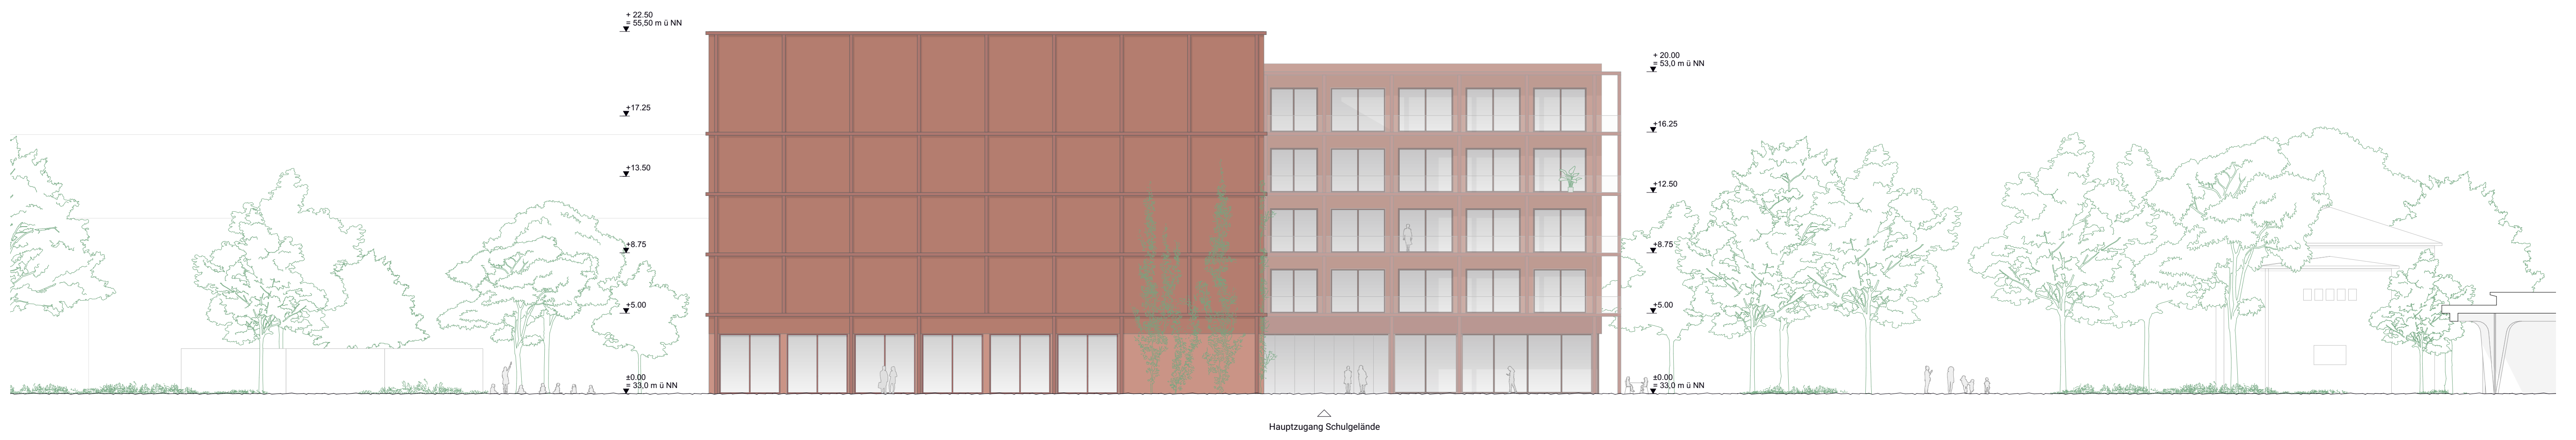 + 22.50
= 55,50 m ü NN
+17.25
+13.50
+8.75
+5.00
±0.00
= 33,0 m ü NN
+ 20.00
= 53,0 m ü NN
+16.25
+12.50
+8.75
+5.00
±0.00
= 33,0 m ü NN
Hauptzugang Schulgelände